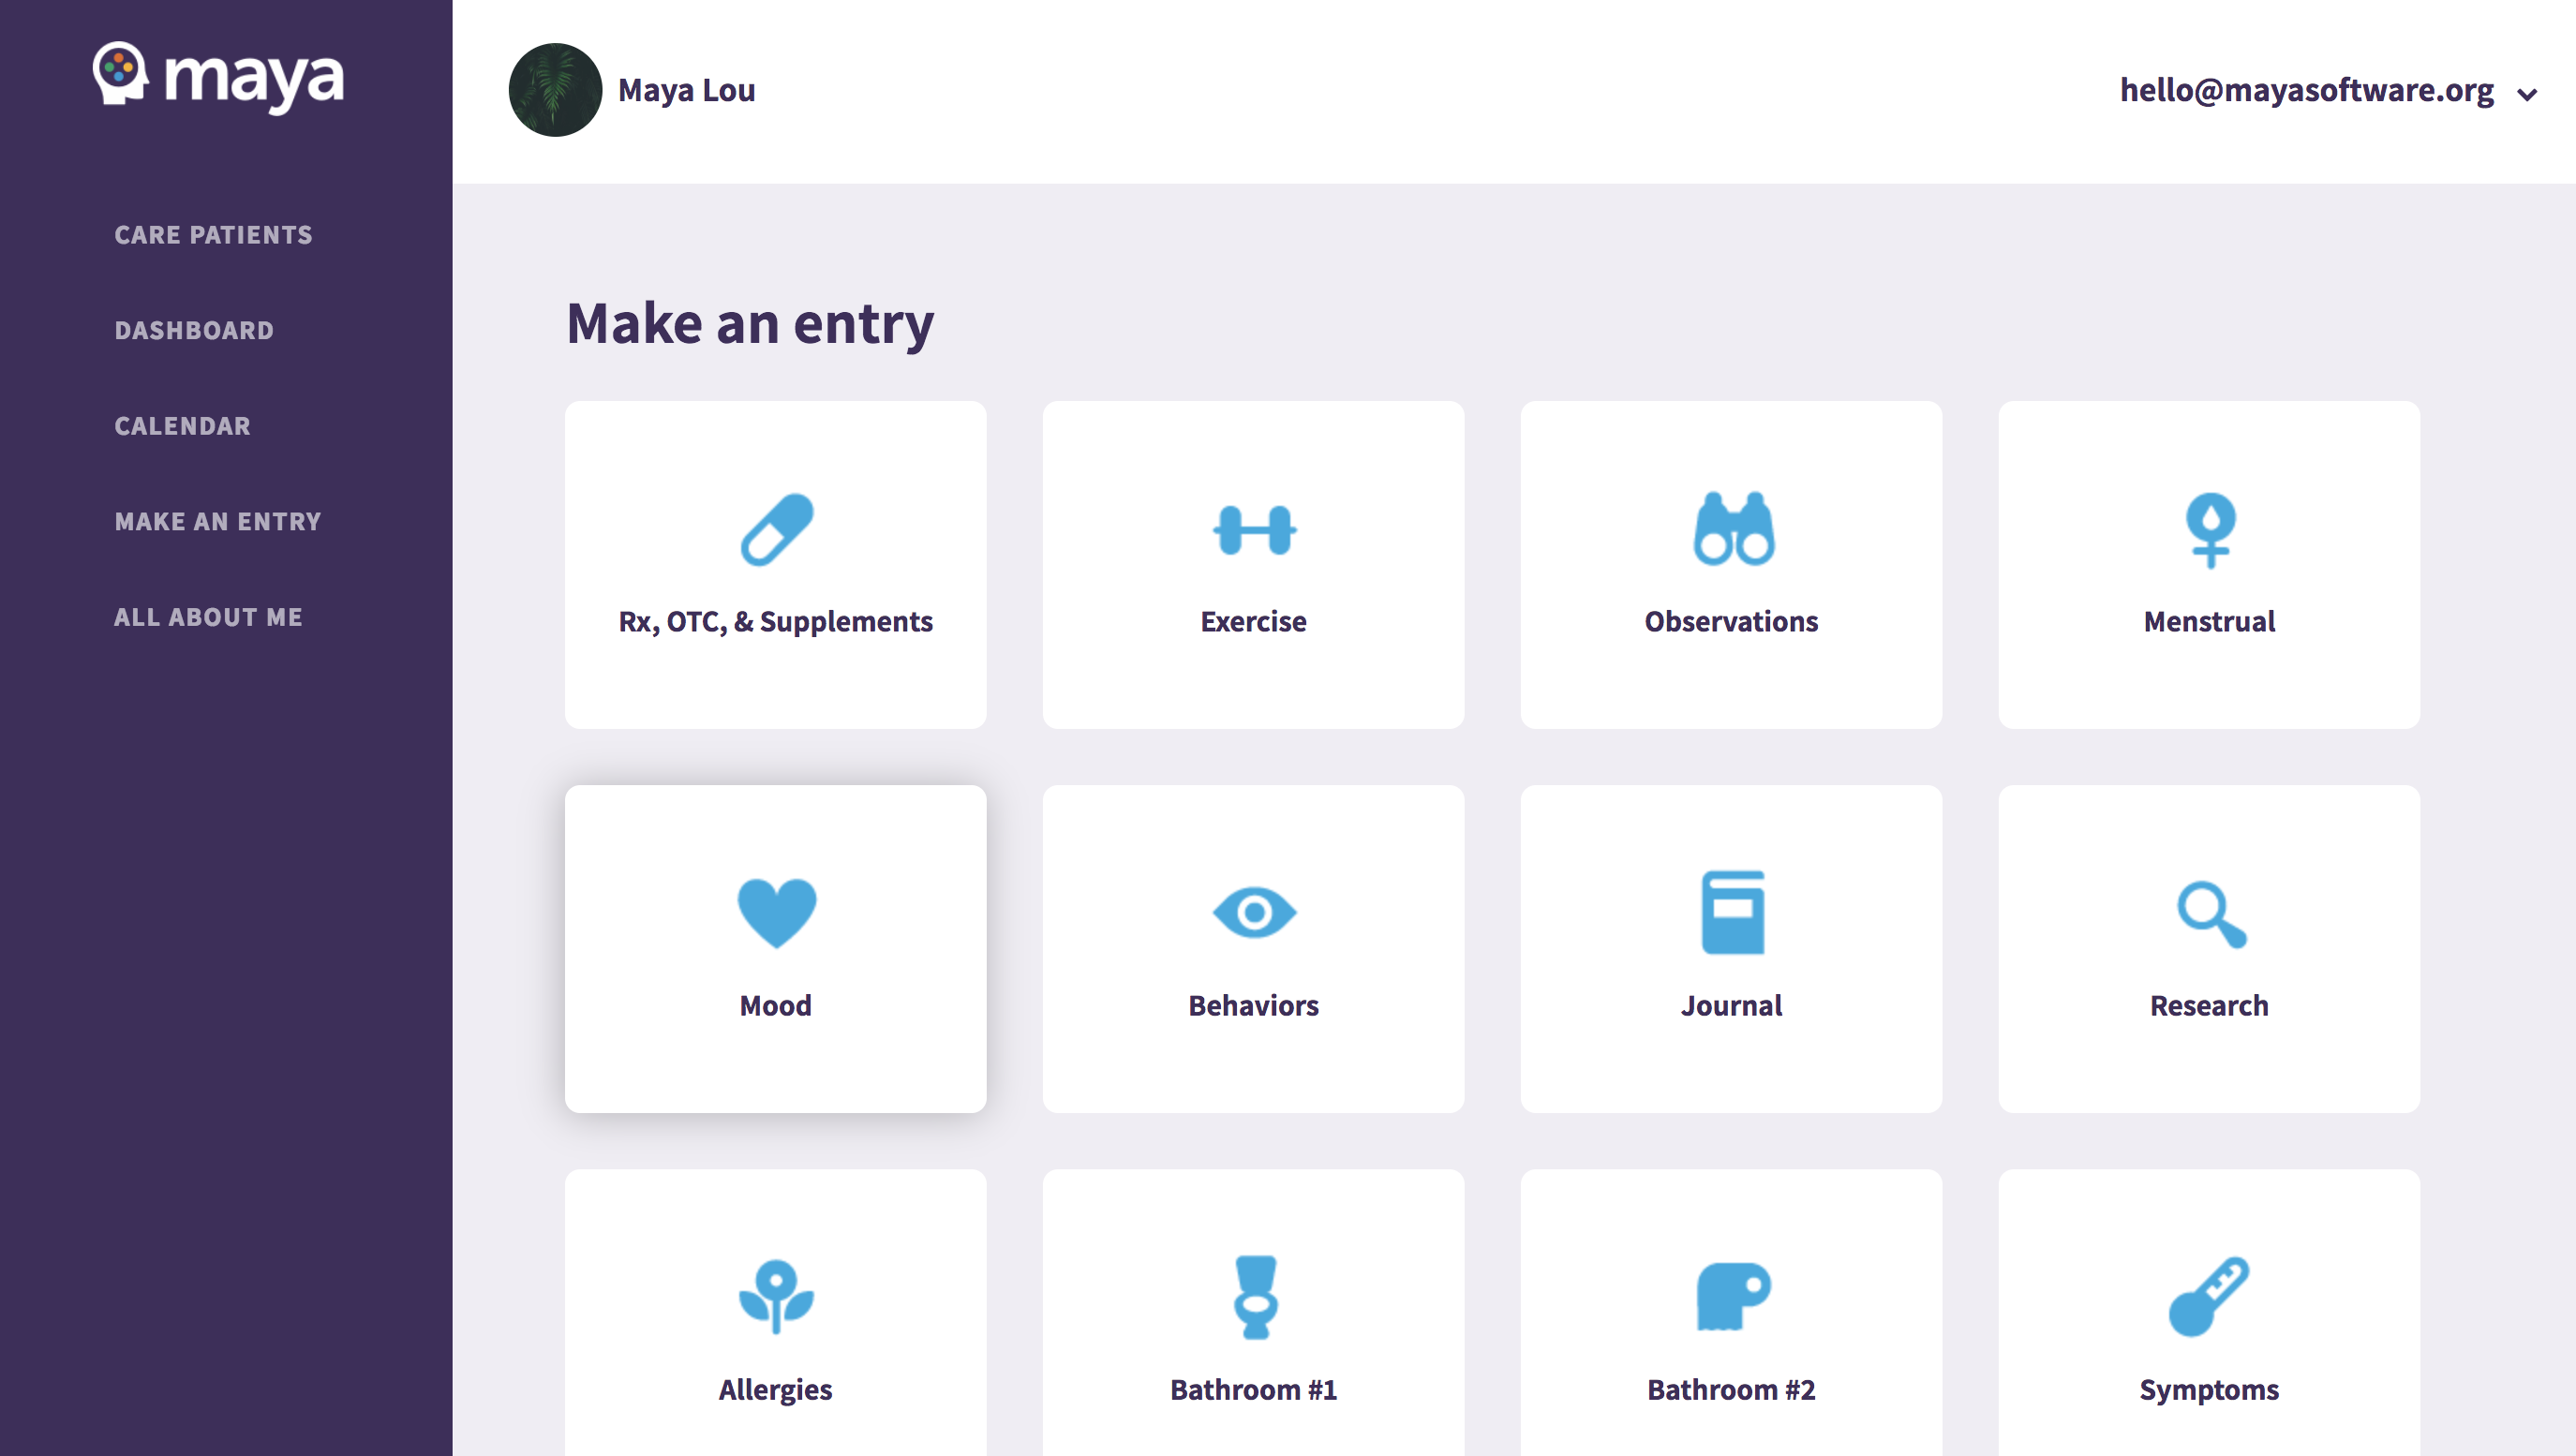 maya
Maya Lou
hello@mayasoftware.org
CARE PATIENTS
DASHBOARD
CALENDAR
MAKE AN ENTRY
ALL ABOUT ME
Make an entry
Rx, OTC, & Supplements
Exercise
Observations
Menstrual
Mood
Behaviors
Journal
Research
Allergies
Bathroom #1
Bathroom #2
Symptoms